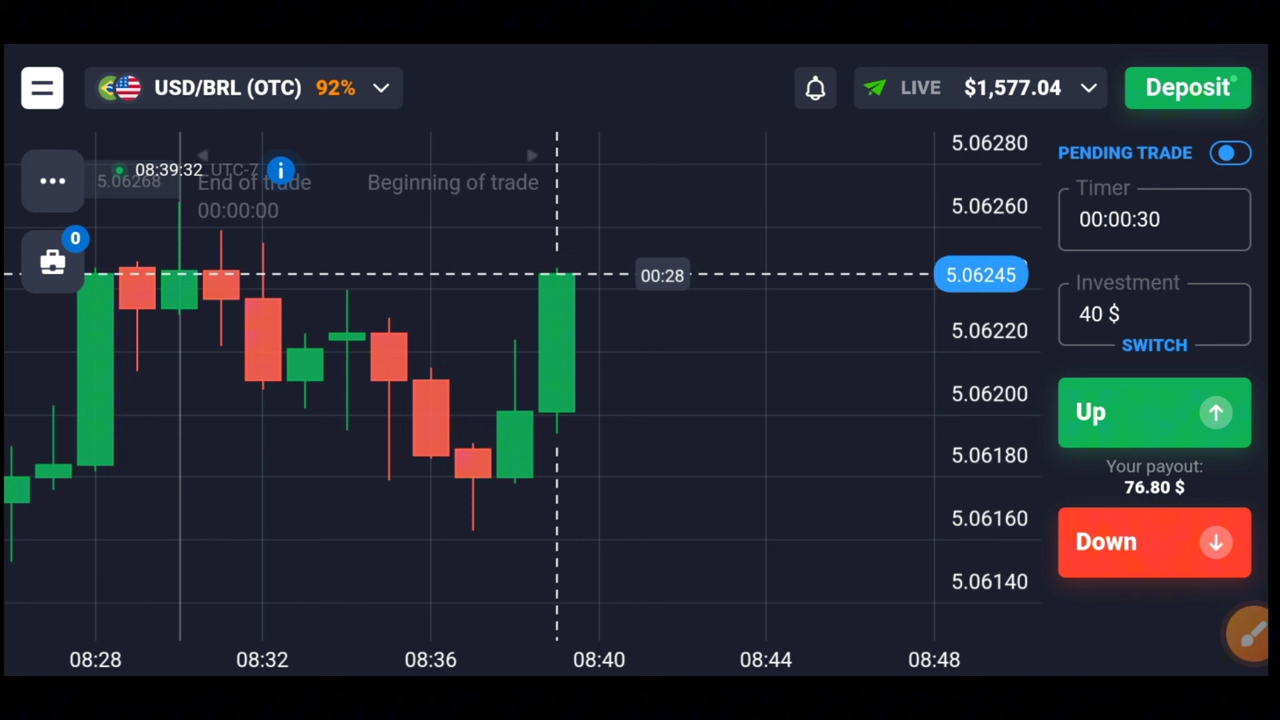 USD/BRL (OTC) 92%
LIVE $1,577.04
Deposit
08:39:32 UTC-7 i
5.06268
End of trade
00:00:00
Beginning of trade
0
00:28
5.06280
5.06260
5.06245
5.06220
5.06200
5.06180
5.06160
5.06140
08:28 08:32 08:36 08:40 08:44 08:48
PENDING TRADE
Timer
00:00:30
Investment
40 $
SWITCH
Up
Your payout:
76.80 $
Down